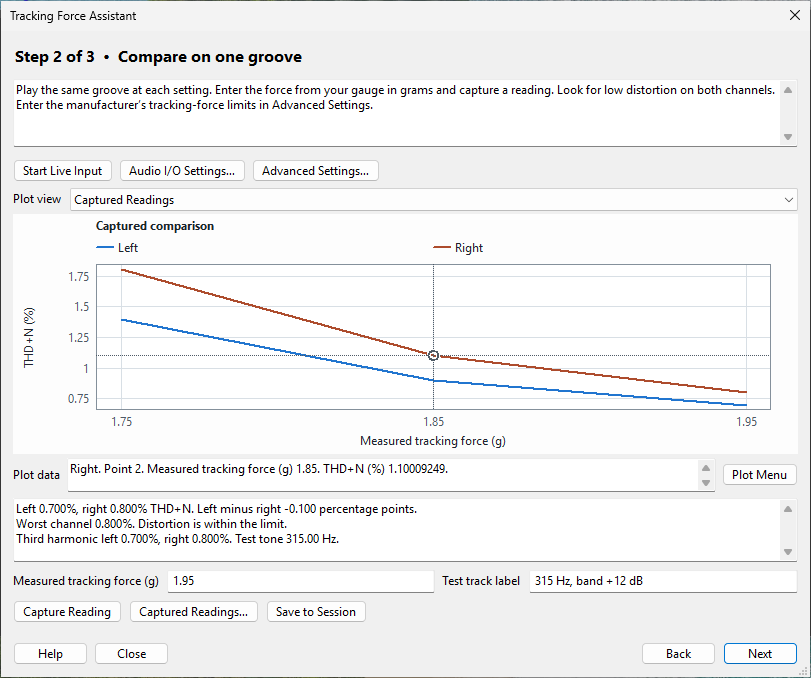 Tracking Force Assistant
Step 2 of 3 • Compare on one groove
Play the same groove at each setting. Enter the force from your gauge in grams and capture a reading. Look for low distortion on both channels.
Enter the manufacturer's tracking-force limits in Advanced Settings.
Start Live Input
Audio I/O Settings...
Advanced Settings...
Plot view
Captured Readings
Captured comparison
Left
Right
THD+N (%)
1.75
1.5
1.25
1
0.75
1.75
1.85
1.95
Measured tracking force (g)
Plot data
Right. Point 2. Measured tracking force (g) 1.85. THD+N (%) 1.10009249.
Plot Menu
Left 0.700%, right 0.800% THD+N. Left minus right -0.100 percentage points.
Worst channel 0.800%. Distortion is within the limit.
Third harmonic left 0.700%, right 0.800%. Test tone 315.00 Hz.
Measured tracking force (g)
1.95
Test track label
315 Hz, band +12 dB
Capture Reading
Captured Readings...
Save to Session
Help
Close
Back
Next